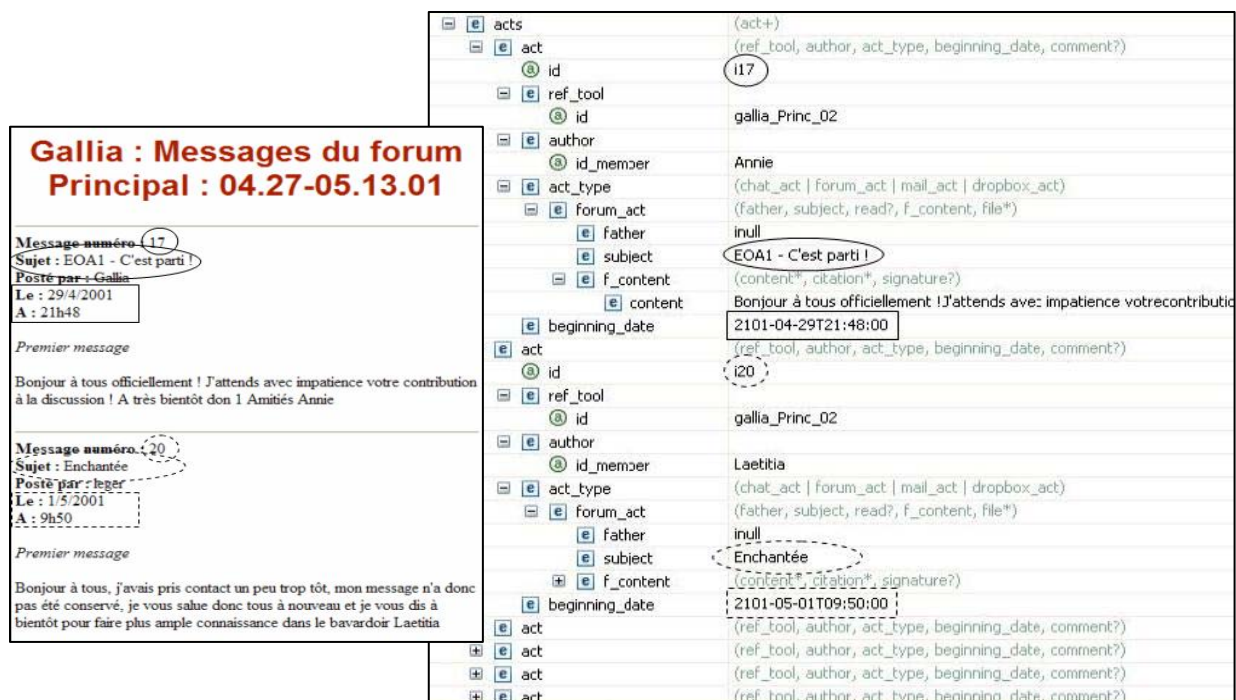 Gallia : Messages du forum
Principal : 04.27-05.13.01
Message numéro : 17
Sujet : EOA1 - C'est parti !
Posté par : Gallia
Le : 29/4/2001
A : 21h48
Premier message
Bonjour à tous officiellement ! J'attends avec impatience votre contribution
à la discussion ! A très bientôt don 1 Amitiés Annie
Message numéro : 20
Sujet : Enchantée
Posté par : leger
Le : 1/5/2001
A : 9h50
Premier message
Bonjour à tous, j'avais pris contact un peu trop tôt, mon message n'a donc
pas été conservé, je vous salue donc tous à nouveau et je vous dis à
bientôt pour faire plus ample connaissance dans le bavardoir Laetitia
e acts (act+)
e act (ref_tool, author, act_type, beginning_date, comment?)
a id i17
e ref_tool
a id gallia_Princ_02
e author
a id_member Annie
e act_type (chat_act | forum_act | mail_act | dropbox_act)
e forum_act (father, subject, read?, f_content, file*)
e father inull
e subject EOA1 - C'est parti !
e f_content (content*, citation*, signature?)
e content Bonjour à tous officiellement !J'attends avec impatience votrecontributio
e beginning_date 2101-04-29T21:48:00
e act (ref_tool, author, act_type, beginning_date, comment?)
a id i20
e ref_tool
a id gallia_Princ_02
e author
a id_member Laetitia
e act_type (chat_act | forum_act | mail_act | dropbox_act)
e forum_act (father, subject, read?, f_content, file*)
e father inull
e subject Enchantée
e f_content (content*, citation*, signature?)
e beginning_date 2101-05-01T09:50:00
e act (ref_tool, author, act_type, beginning_date, comment?)
e act (ref_tool, author, act_type, beginning_date, comment?)
e act (ref_tool, author, act_type, beginning_date, comment?)
e act (ref_tool, author, act_type, beginning_date, comment?)